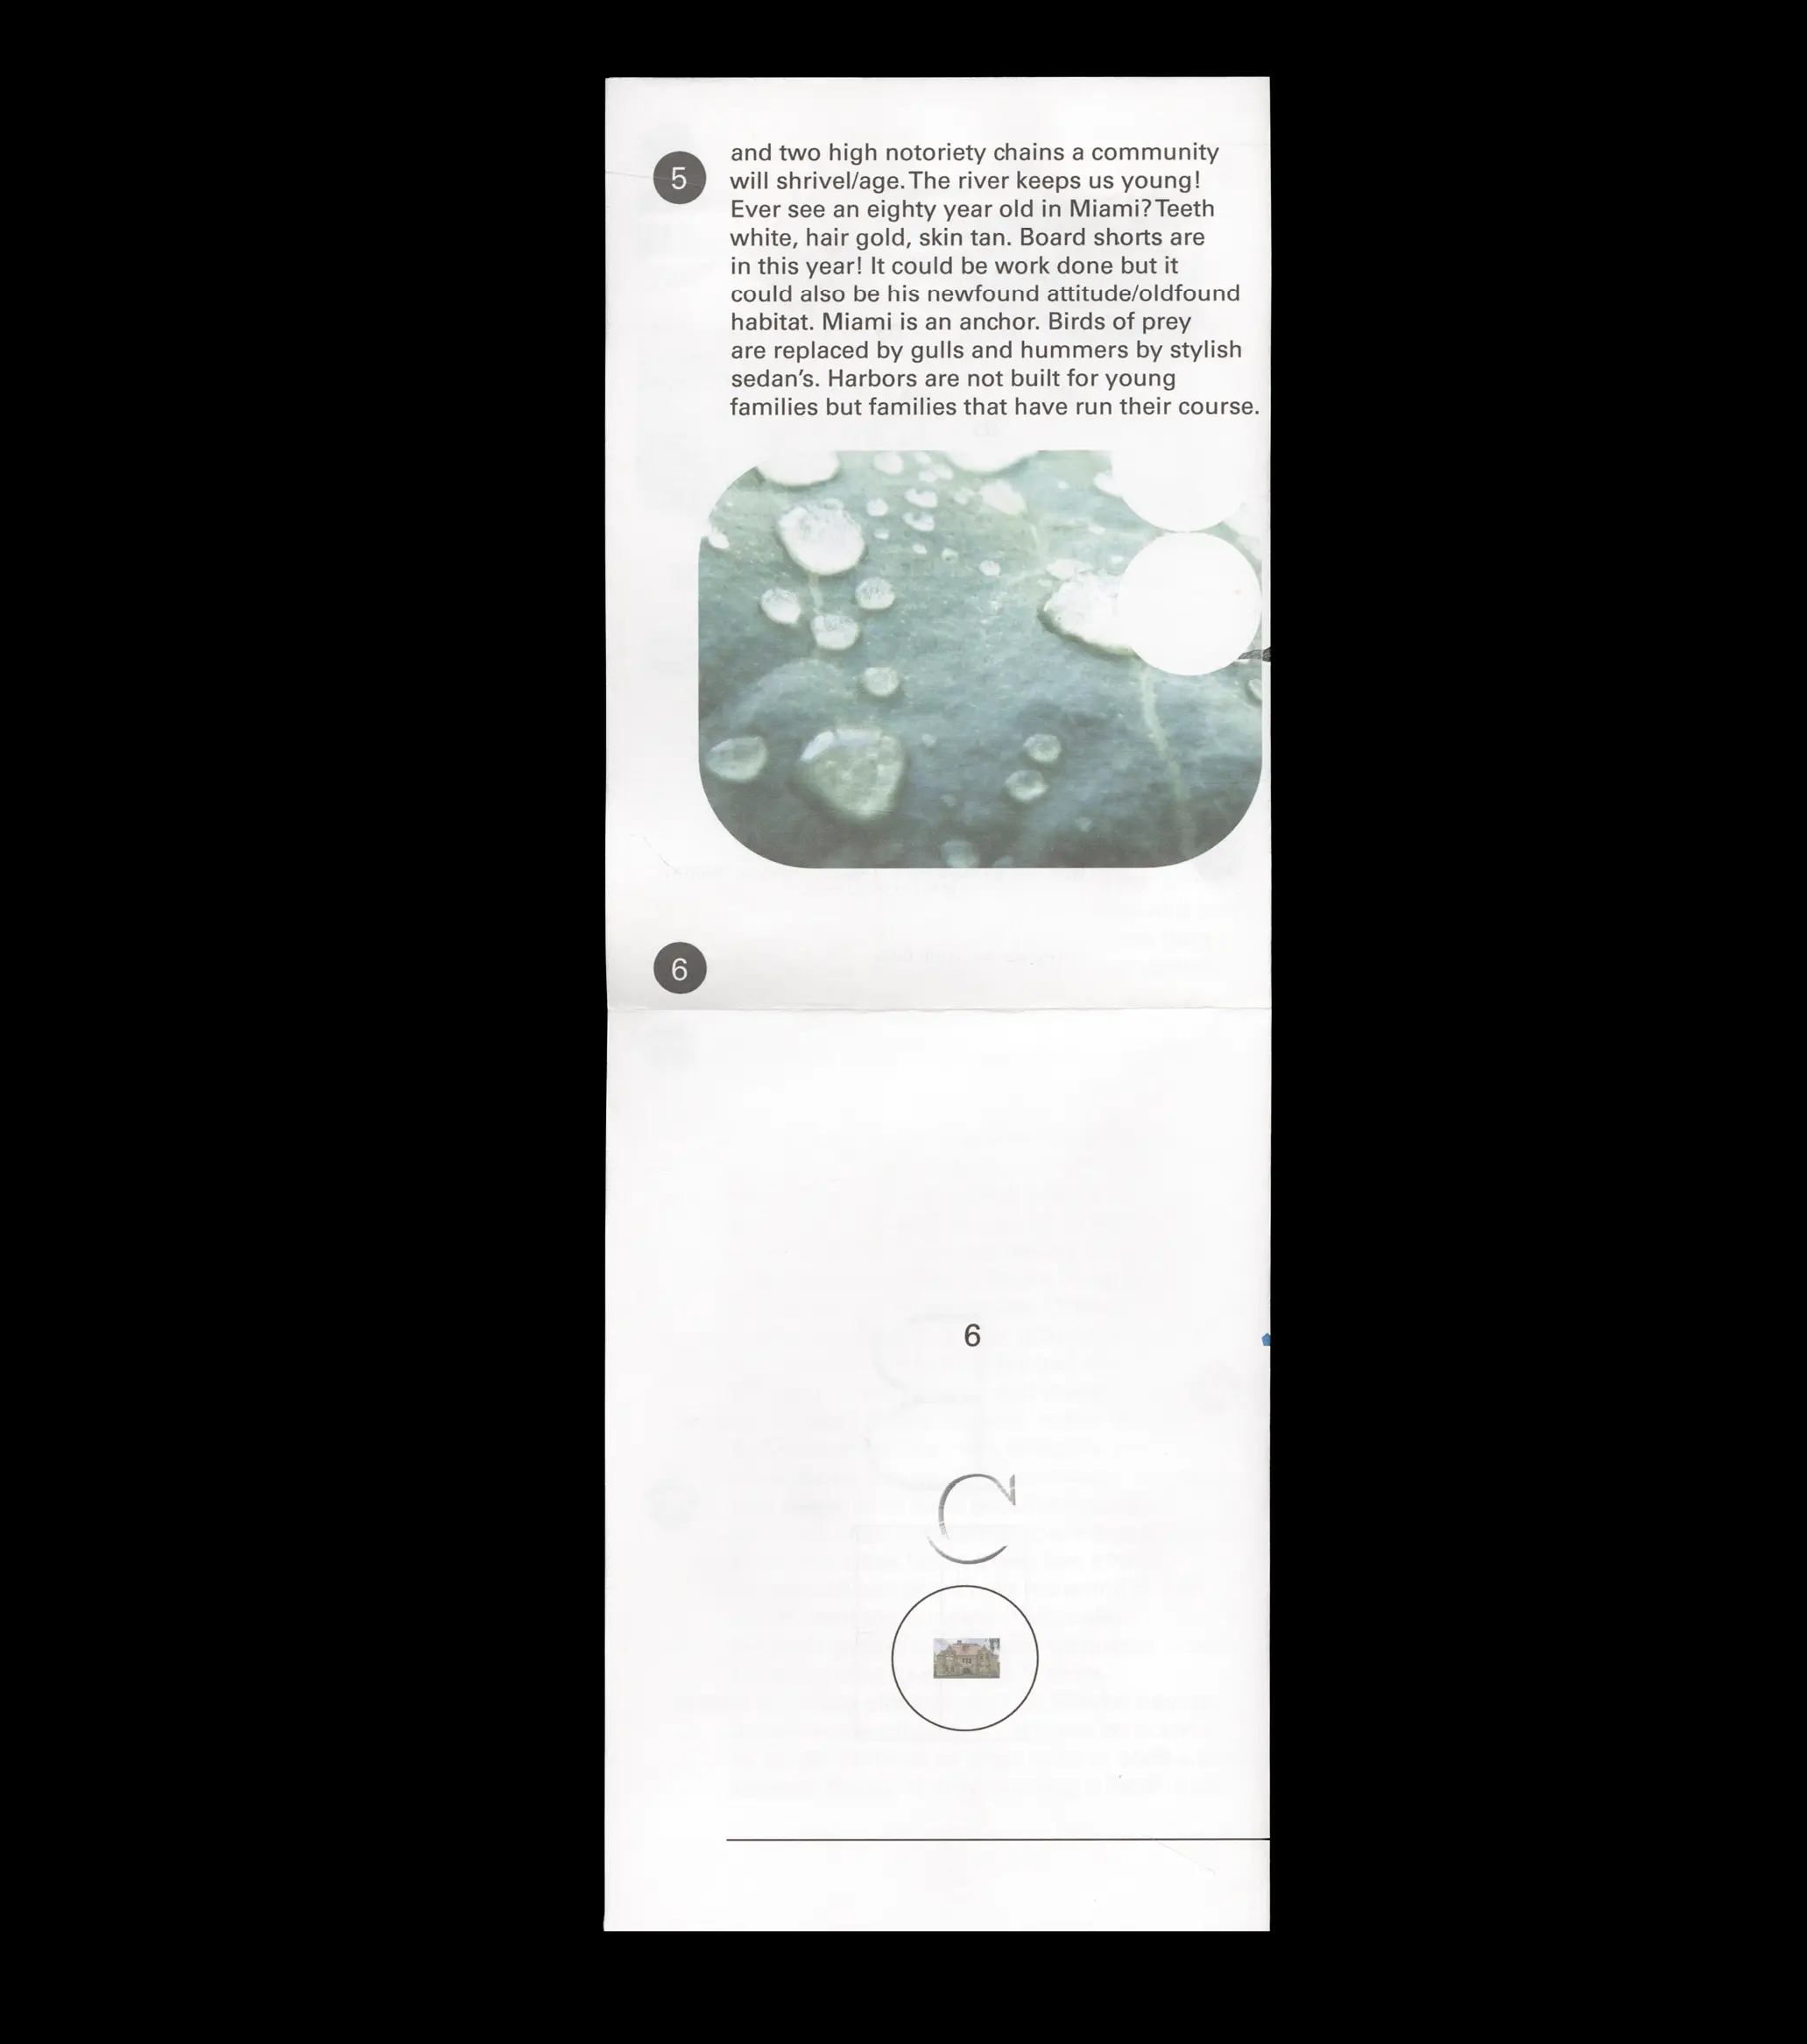 5
and two high notoriety chains a community
will shrivel/age. The river keeps us young!
Ever see an eighty year old in Miami? Teeth
white, hair gold, skin tan. Board shorts are
in this year! It could be work done but it
could also be his newfound attitude/oldfound
habitat. Miami is an anchor. Birds of prey
are replaced by gulls and hummers by stylish
sedan's. Harbors are not built for young
families but families that have run their course.
6
6
C